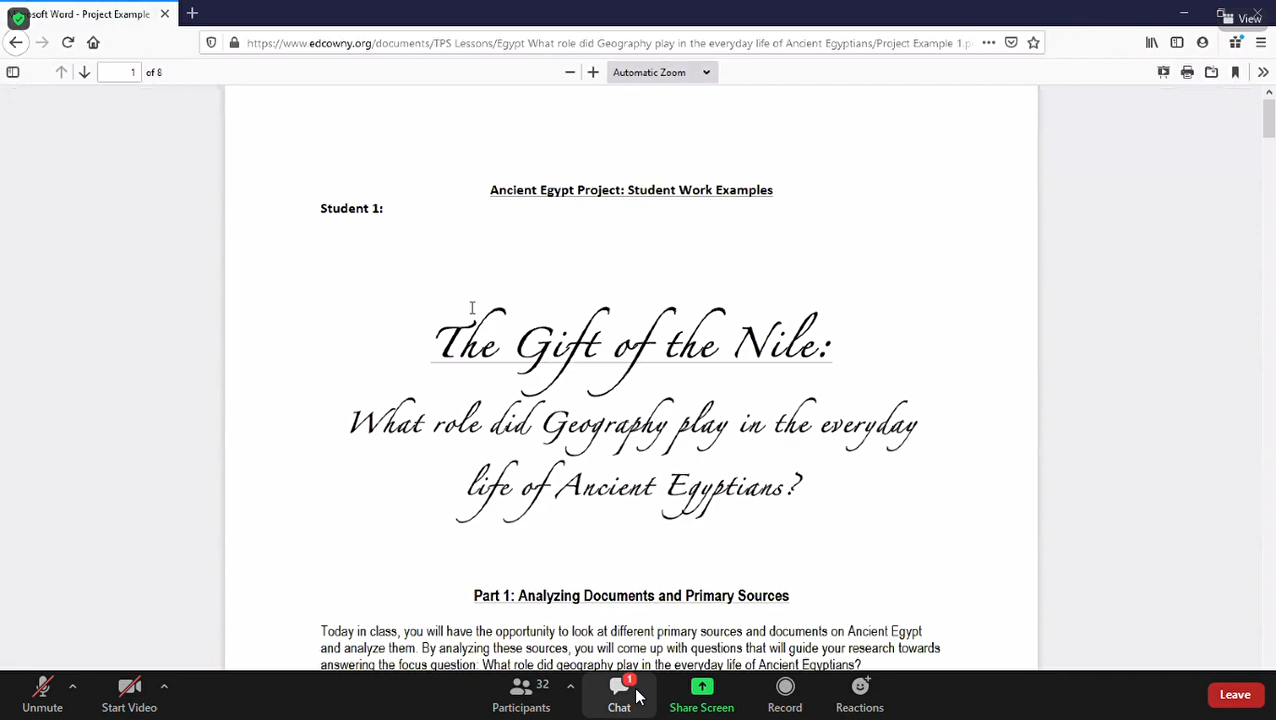 osoft Word - Project Example
View
https://www.edcowny.org/documents/TPS Lessons/Egypt What role did Geography play in the everyday life of Ancient Egyptians/Project Example 1.p
1 of 8
Automatic Zoom
Ancient Egypt Project: Student Work Examples
Student 1:
The Gift of the Nile:
What role did Geography play in the everyday
life of Ancient Egyptians?
Part 1: Analyzing Documents and Primary Sources
Today in class, you will have the opportunity to look at different primary sources and documents on Ancient Egypt
and analyze them. By analyzing these sources, you will come up with questions that will guide your research towards
answering the focus question: What role did geography play in the everyday life of Ancient Egyptians?
32
1
Unmute
Start Video
Participants
Chat
Share Screen
Record
Reactions
Leave